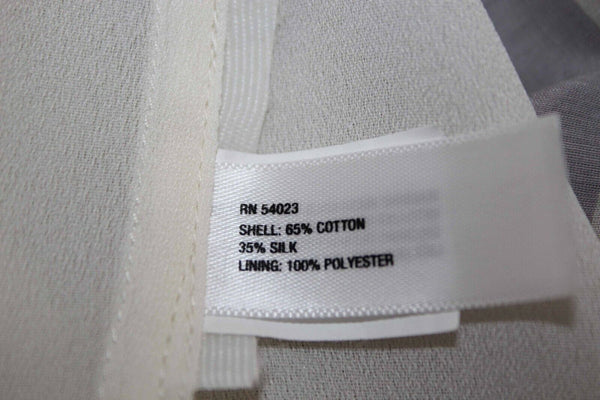 RN 54023
SHELL: 65% COTTON
35% SILK
LINING: 100% POLYESTER